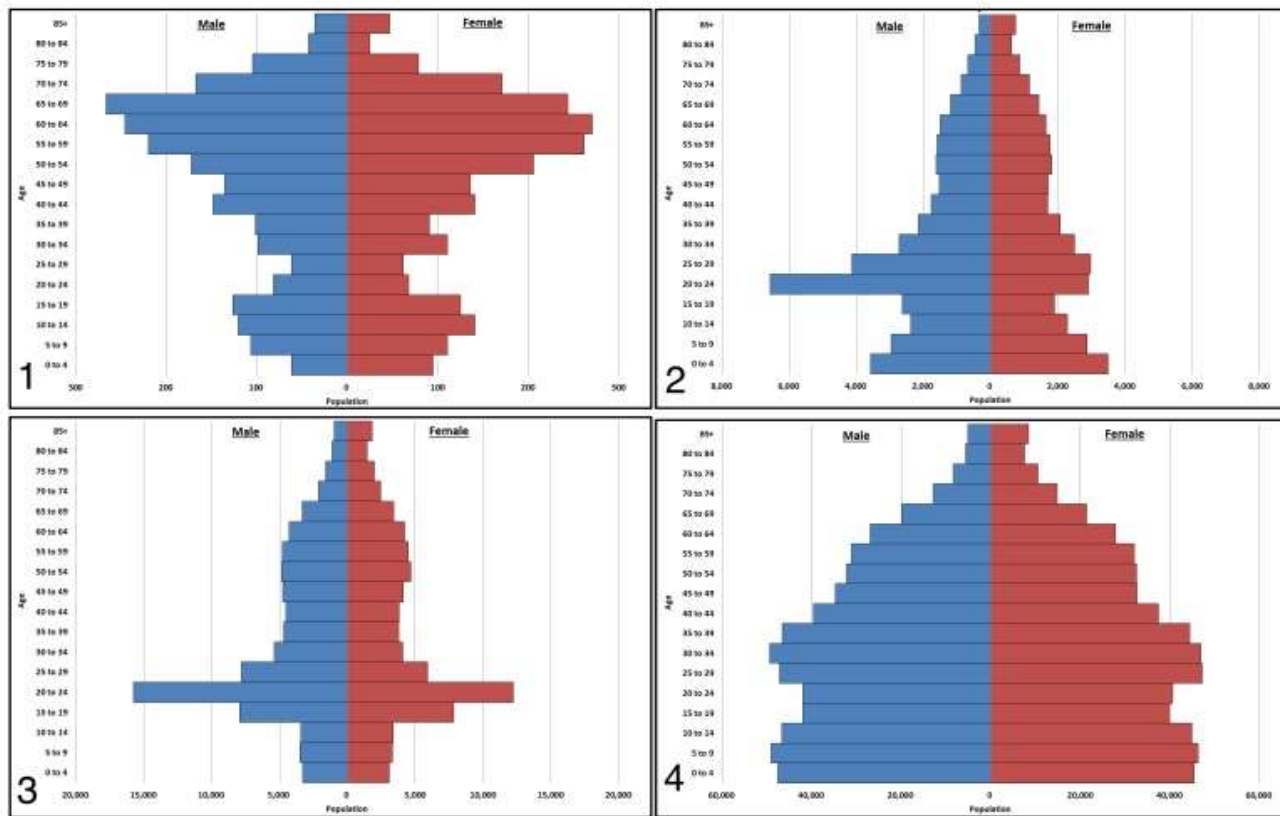 Male Female
85+
80 to 84
75 to 79
70 to 74
65 to 69
60 to 64
55 to 59
50 to 54
45 to 49
40 to 44
35 to 39
30 to 34
25 to 29
20 to 24
15 to 19
10 to 14
5 to 9
0 to 4
Age
300 200 100 0 100 200 300
Population
1
Male Female
85+
80 to 84
75 to 79
70 to 74
65 to 69
60 to 64
55 to 59
50 to 54
45 to 49
40 to 44
35 to 39
30 to 34
25 to 29
20 to 24
15 to 19
10 to 14
5 to 9
0 to 4
Age
8,000 6,000 4,000 2,000 0 2,000 4,000 6,000 8,000
Population
2
Male Female
85+
80 to 84
75 to 79
70 to 74
65 to 69
60 to 64
55 to 59
50 to 54
45 to 49
40 to 44
35 to 39
30 to 34
25 to 29
20 to 24
15 to 19
10 to 14
5 to 9
0 to 4
Age
20,000 15,000 10,000 5,000 0 5,000 10,000 15,000 20,000
Population
3
Male Female
85+
80 to 84
75 to 79
70 to 74
65 to 69
60 to 64
55 to 59
50 to 54
45 to 49
40 to 44
35 to 39
30 to 34
25 to 29
20 to 24
15 to 19
10 to 14
5 to 9
0 to 4
Age
60,000 40,000 20,000 0 20,000 40,000 60,000
Population
4